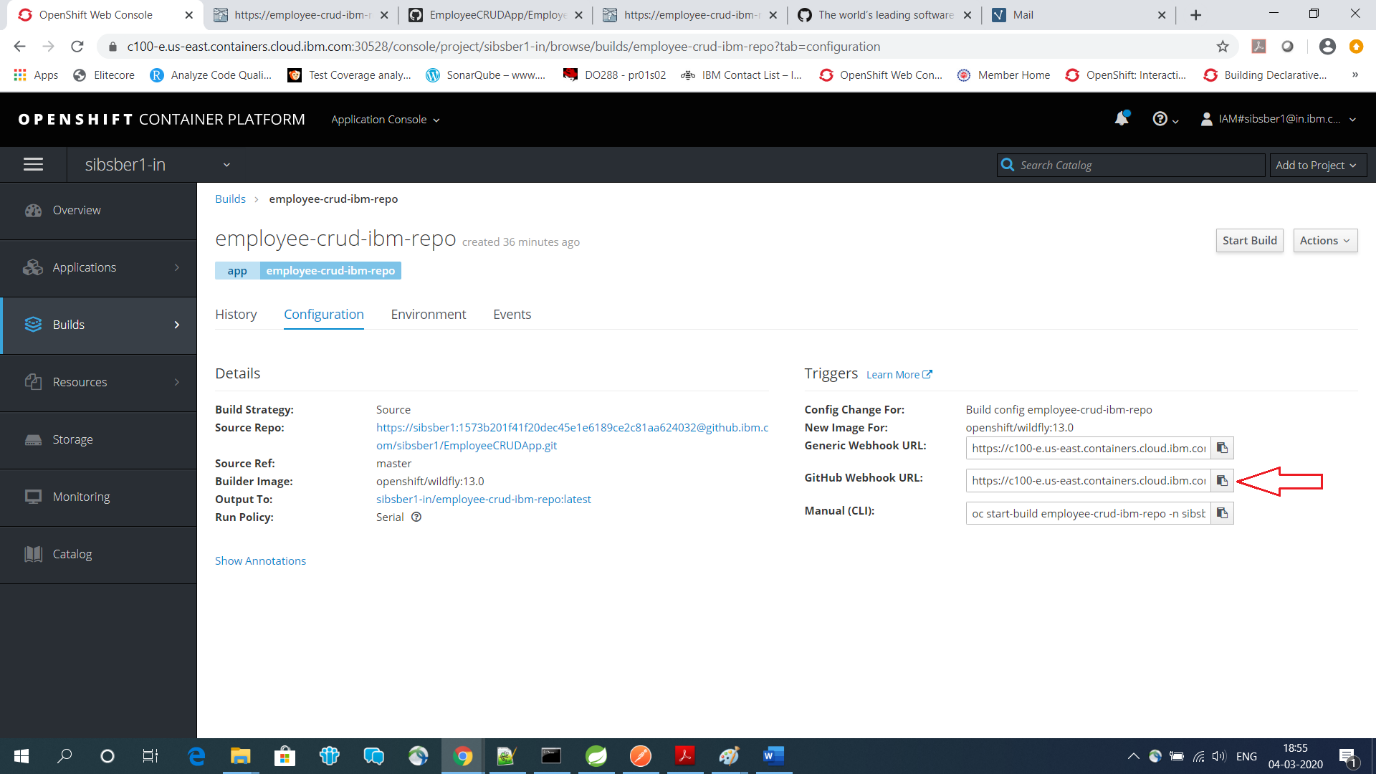 OpenShift Web Console
https://employee-crud-ibm-r
EmployeeCRUDApp/Employe
https://employee-crud-ibm-r
The world's leading software
Mail
c100-e.us-east.containers.cloud.ibm.com:30528/console/project/sibsber1-in/browse/builds/employee-crud-ibm-repo?tab=configuration
Apps Elitecore Analyze Code Quali... Test Coverage analy... SonarQube – www.... DO288 - pr01s02 IBM Contact List – I... OpenShift Web Con... Member Home OpenShift: Interacti... Building Declarative... »
OPENSHIFT CONTAINER PLATFORM Application Console IAM#sibsber1@in.ibm.c...
sibsber1-in Search Catalog Add to Project
Overview
Applications
Builds
Resources
Storage
Monitoring
Catalog
Builds > employee-crud-ibm-repo
employee-crud-ibm-repo created 36 minutes ago
Start Build Actions
app employee-crud-ibm-repo
History Configuration Environment Events
Details
Build Strategy: Source
Source Repo: https://sibsber1:1573b201f41f20dec45e1e6189ce2c81aa624032@github.ibm.c
om/sibsber1/EmployeeCRUDApp.git
Source Ref: master
Builder Image: openshift/wildfly:13.0
Output To: sibsber1-in/employee-crud-ibm-repo:latest
Run Policy: Serial
Show Annotations
Triggers Learn More
Config Change For: Build config employee-crud-ibm-repo
New Image For: openshift/wildfly:13.0
Generic Webhook URL: https://c100-e.us-east.containers.cloud.ibm.com
GitHub Webhook URL: https://c100-e.us-east.containers.cloud.ibm.com
Manual (CLI): oc start-build employee-crud-ibm-repo -n sibsb
ENG
18:55
04-03-2020
1